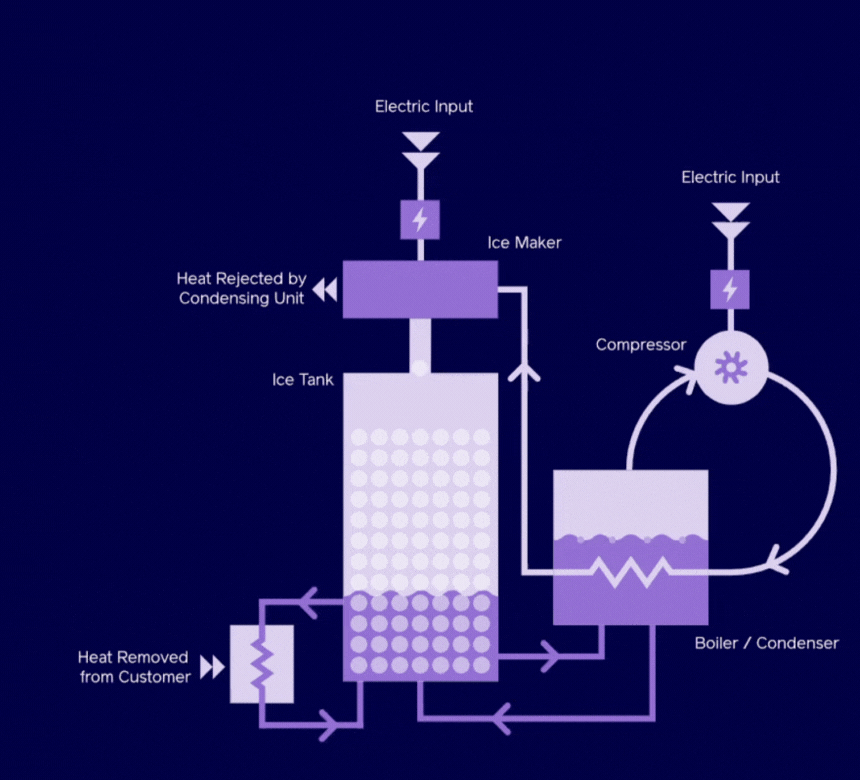 Electric Input
Electric Input
Ice Maker
Heat Rejected by
Condensing Unit
Compressor
Ice Tank
Boiler / Condenser
Heat Removed
from Customer